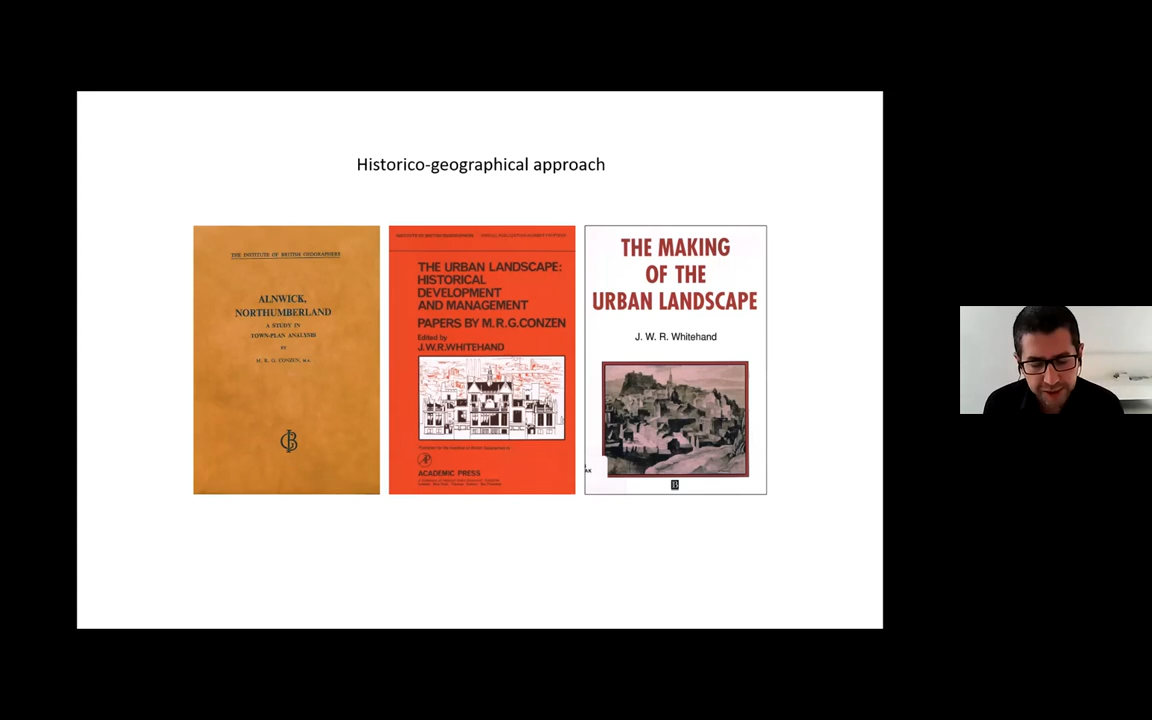 Historico-geographical approach
THE INSTITUTE OF BRITISH GEOGRAPHERS
ALNWICK,
NORTHUMBERLAND
A STUDY IN
TOWN-PLAN ANALYSIS
BY
M. R. G. CONZEN, M.A.
INSTITUTE OF BRITISH GEOGRAPHERS
THE URBAN LANDSCAPE:
HISTORICAL
DEVELOPMENT
AND MANAGEMENT
PAPERS BY M.R.G.CONZEN
Edited by
J.W.R.WHITEHAND
ACADEMIC PRESS
THE MAKING
OF THE
URBAN LANDSCAPE
J. W. R. Whitehand
AK
B